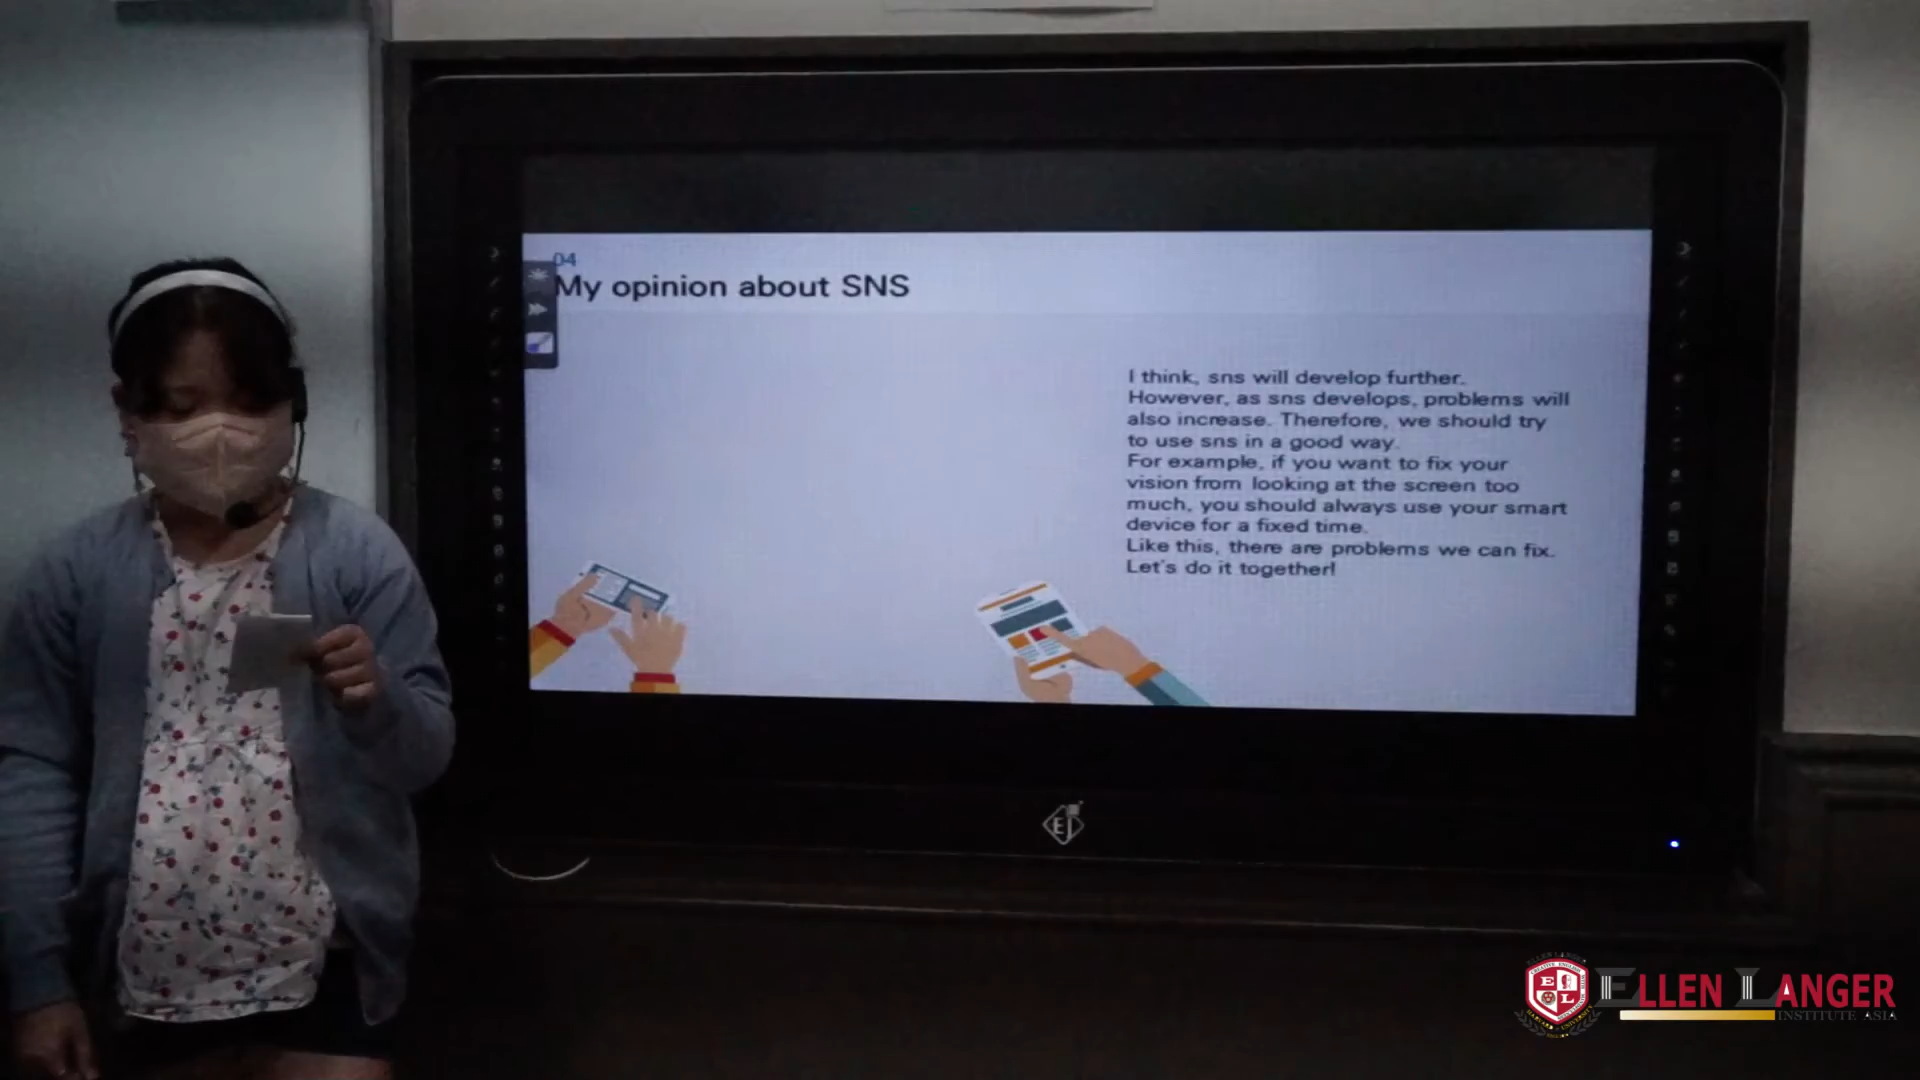 04
My opinion about SNS
I think, sns will develop further.
However, as sns develops, problems will
also increase. Therefore, we should try
to use sns in a good way.
For example, if you want to fix your
vision from looking at the screen too
much, you should always use your smart
device for a fixed time.
Like this, there are problems we can fix.
Let's do it together!
ELLEN LANGER
INSTITUTE ASIA